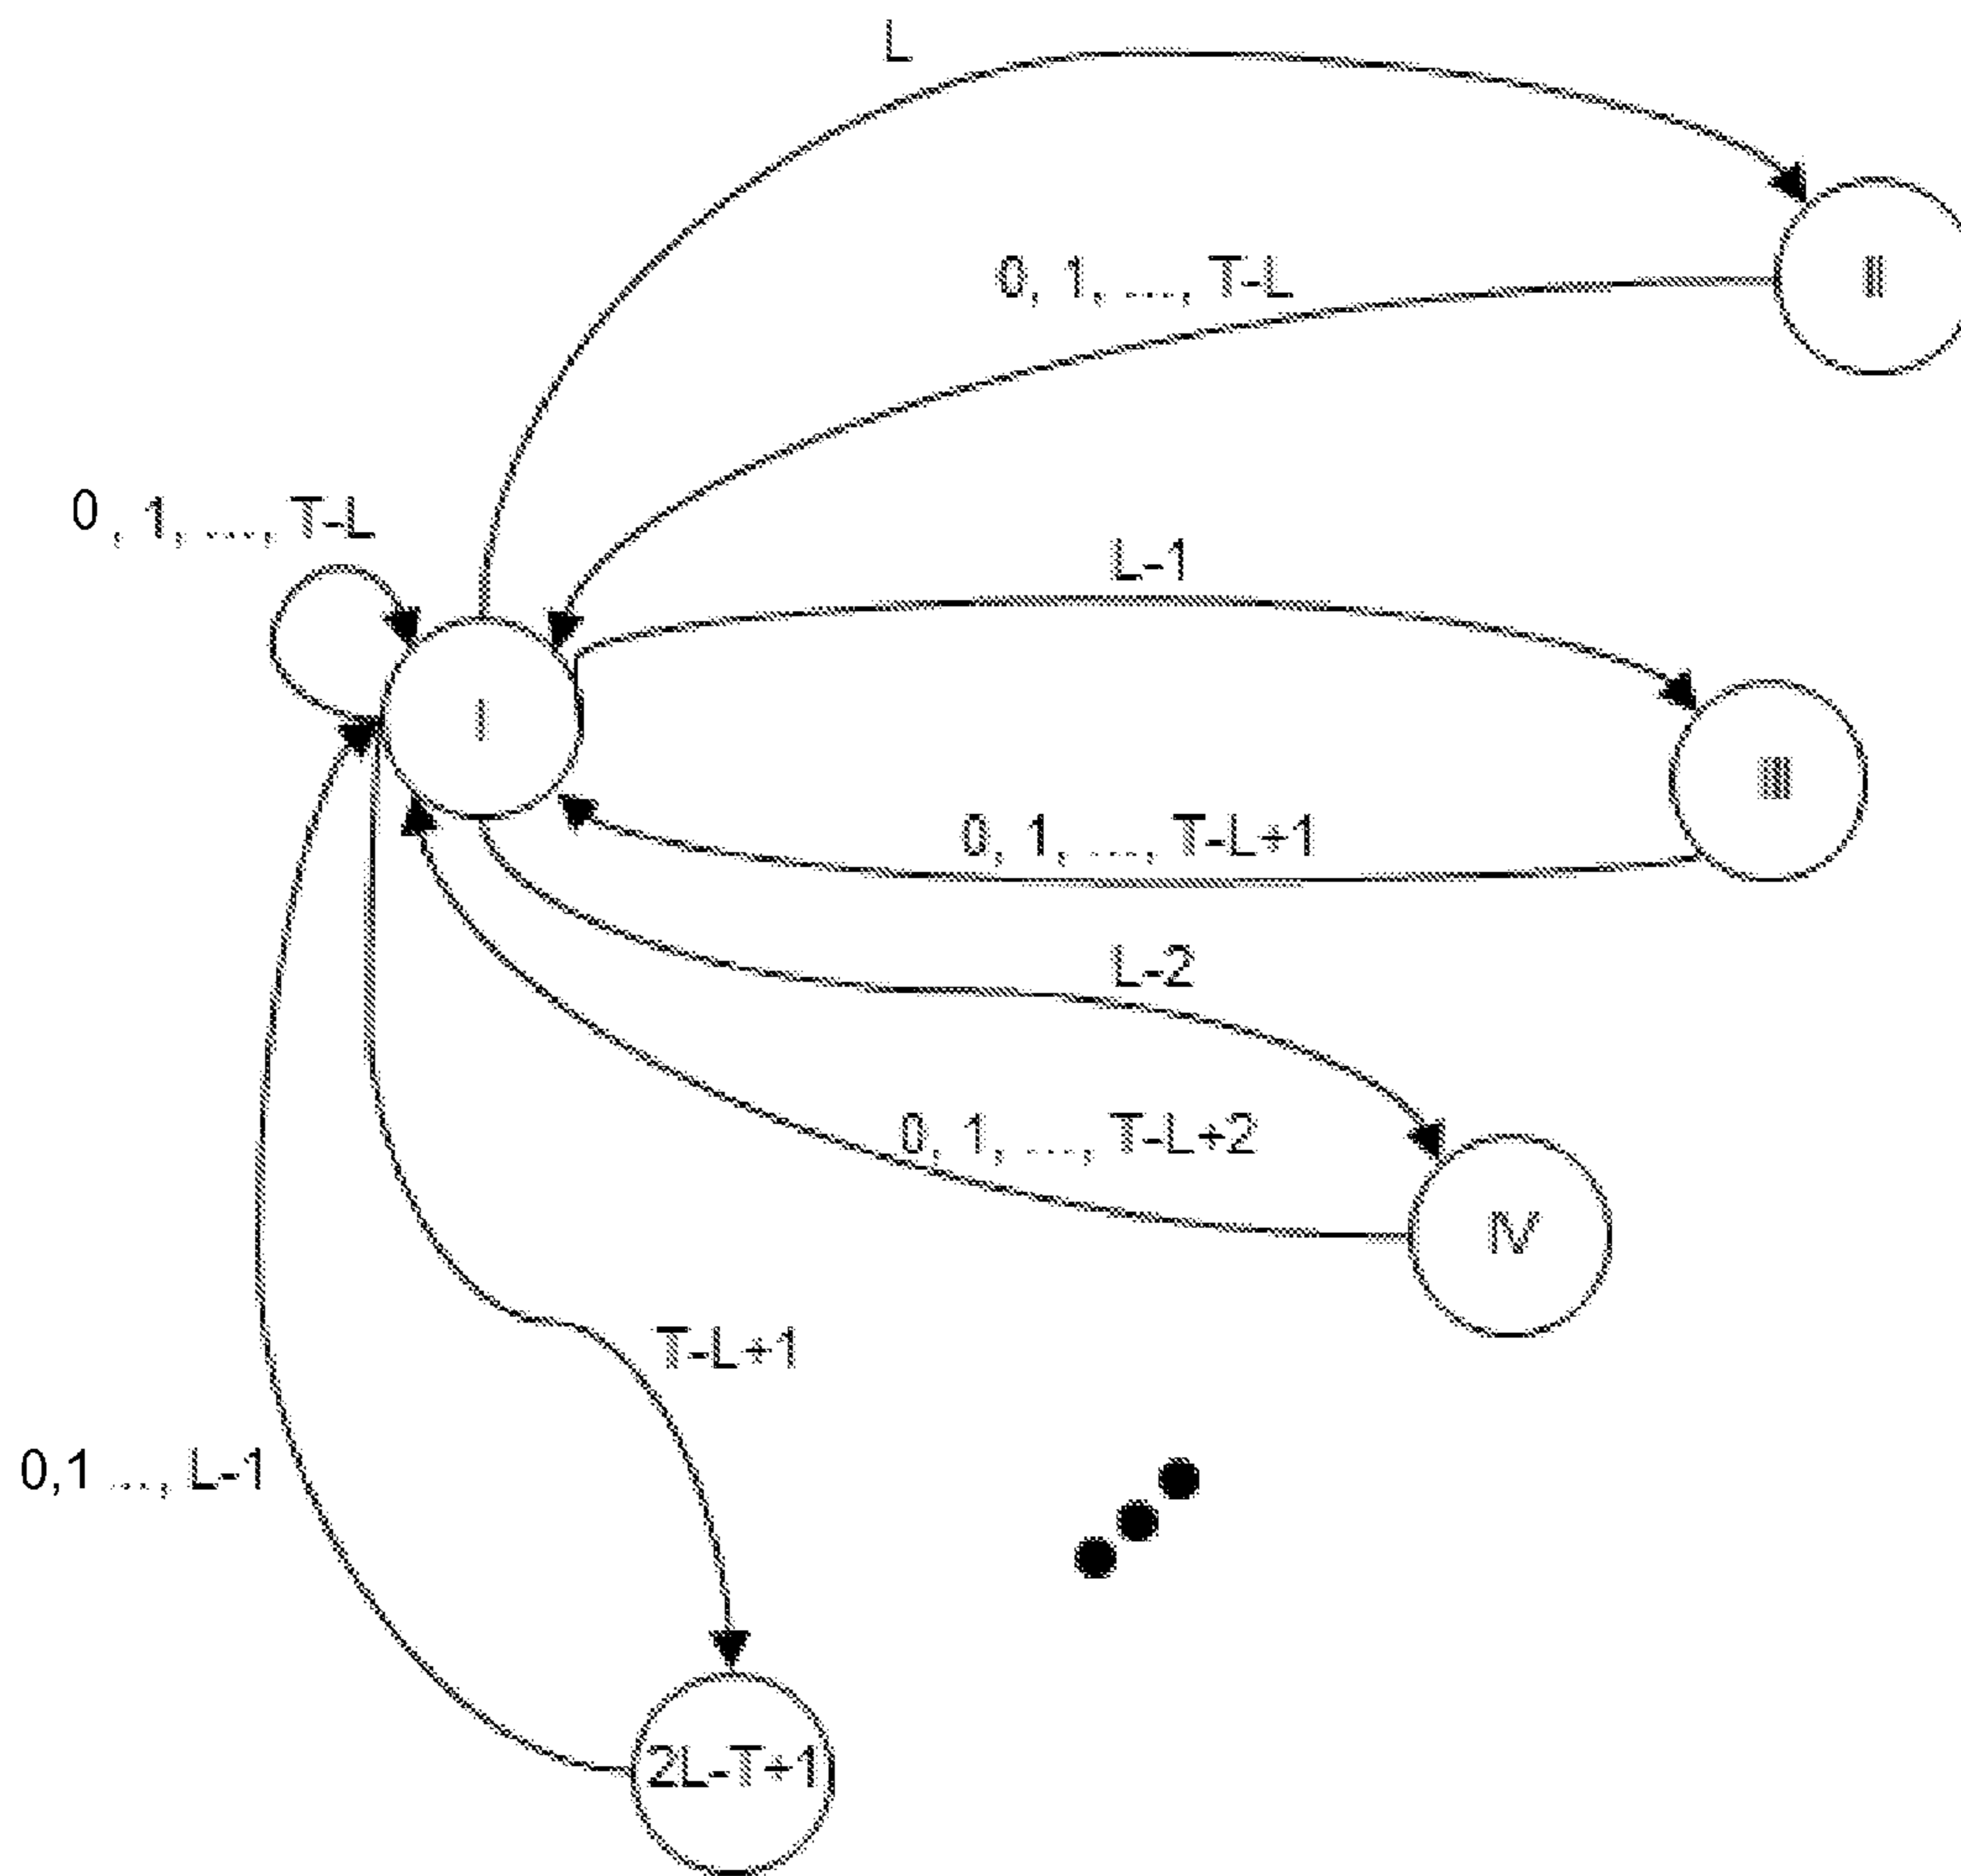 L
II
0, 1, ..., T-L
0, 1, ..., T-L
L-1
I
III
0, 1, ..., T-L+1
L-2
0, 1, ..., T-L+2
IV
T-L+1
0,1 ..., L-1
2L-T+1